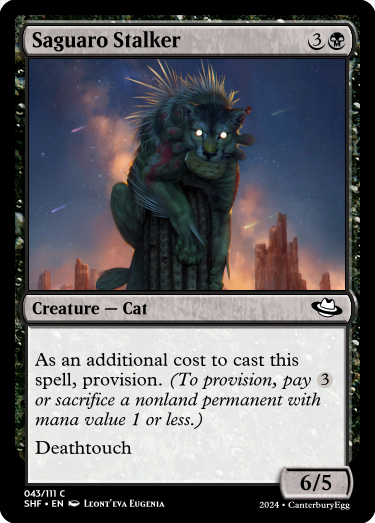 Saguaro Stalker 3
Creature — Cat
As an additional cost to cast this
spell, provision. (To provision, pay 3
or sacrifice a nonland permanent with
mana value 1 or less.)
Deathtouch
6/5
043/111 C
SHF • EN Leont'eva Eugenia
2024 • CanterburyEgg